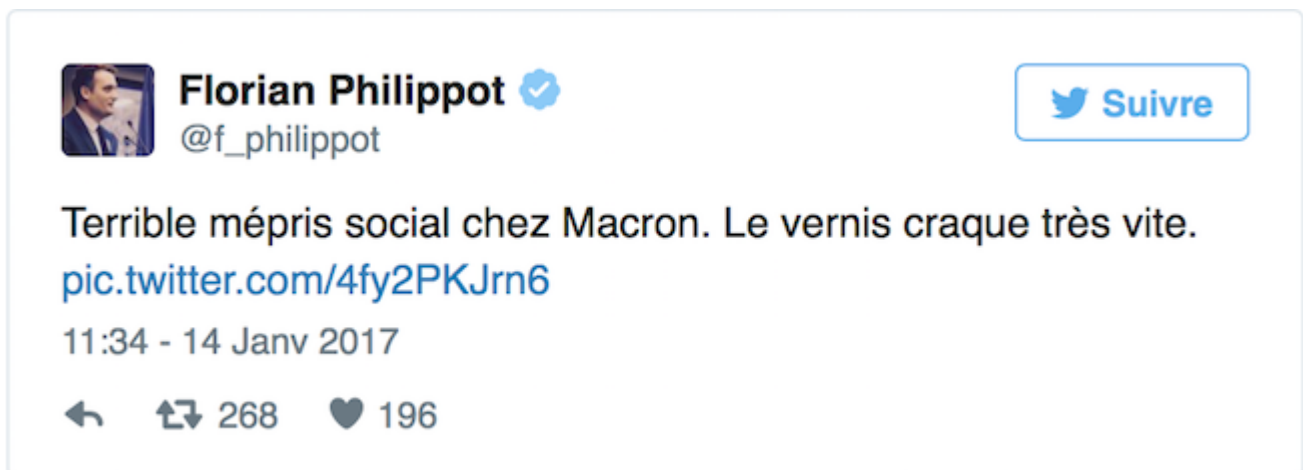 Florian Philippot
@f_philippot
Suivre
Terrible mépris social chez Macron. Le vernis craque très vite.
pic.twitter.com/4fy2PKJrn6
11:34 - 14 Janv 2017
268 196